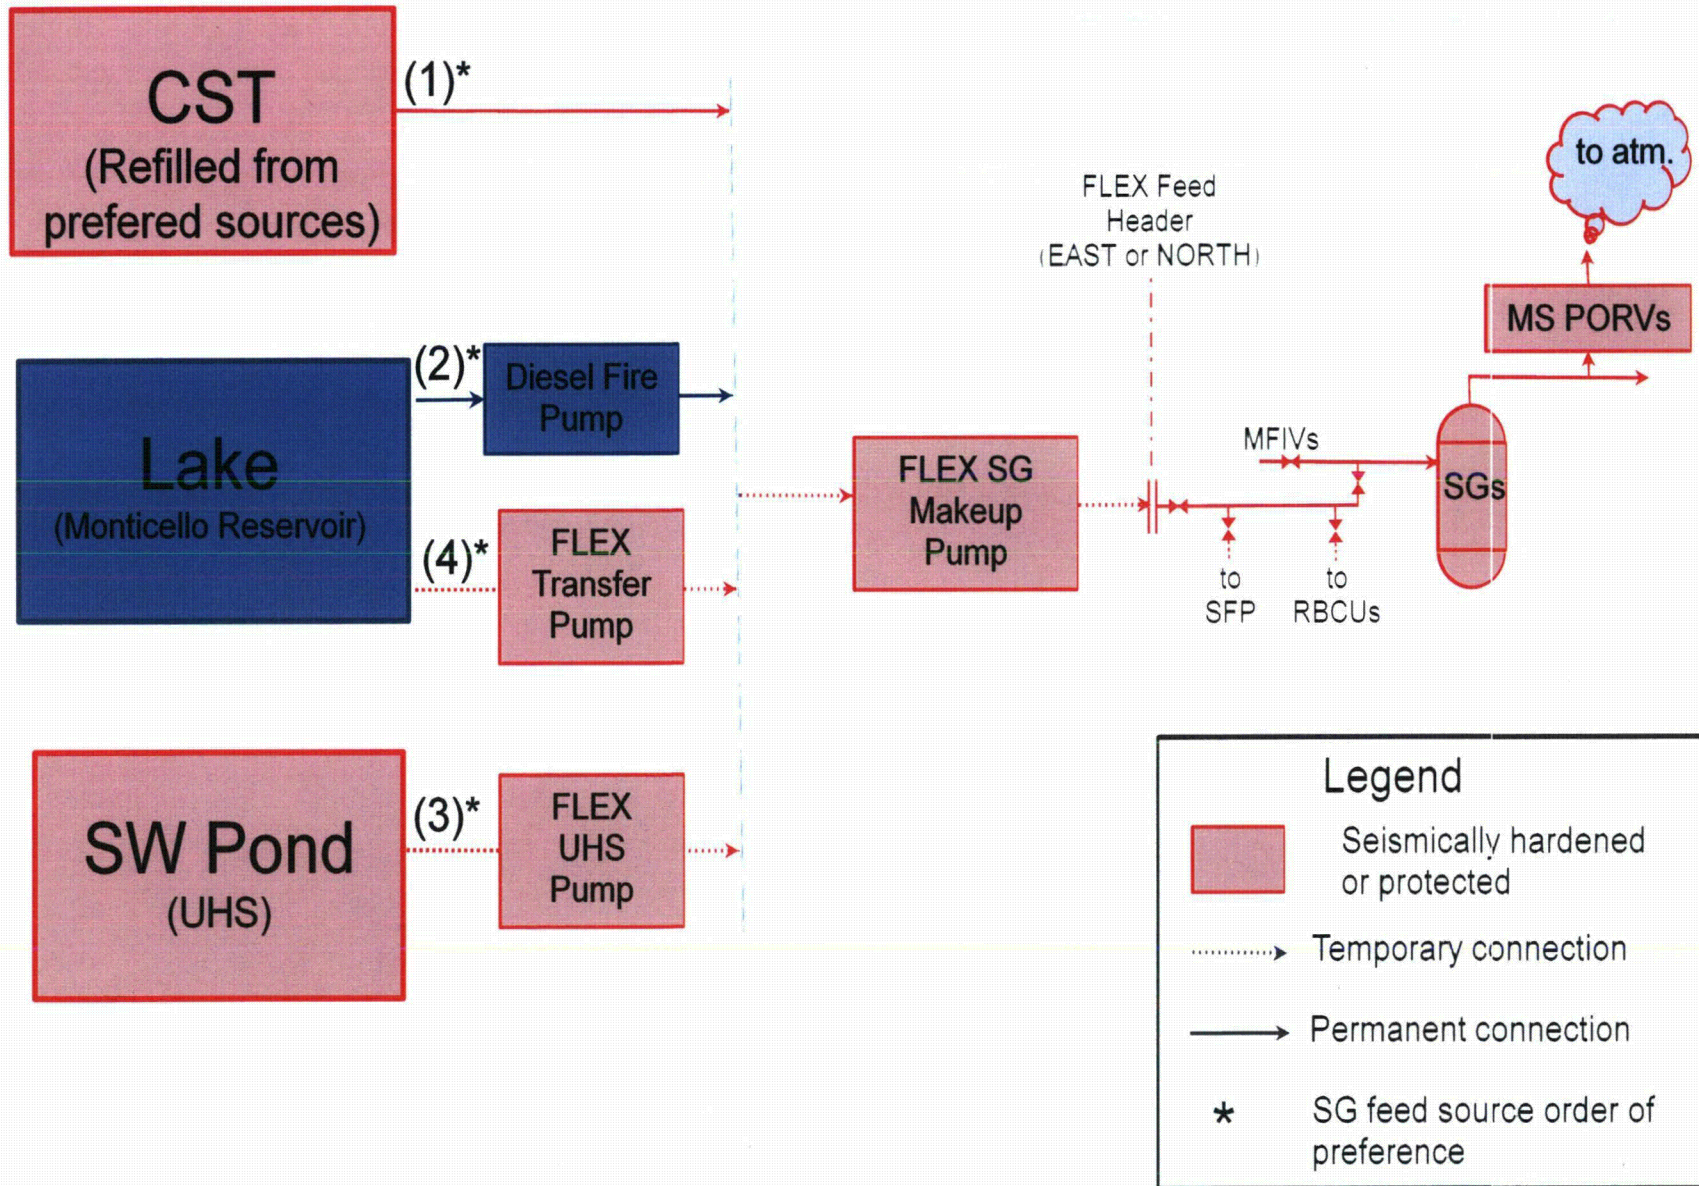 CST
(Refilled from
prefered sources)
(1)*
Lake
(Monticello Reservoir)
(2)*
Diesel Fire
Pump
(4)*
FLEX
Transfer
Pump
SW Pond
(UHS)
(3)*
FLEX
UHS
Pump
FLEX SG
Makeup
Pump
FLEX Feed
Header
(EAST or NORTH)
MFIVs
to
SFP
to
RBCUs
SGs
MS PORVs
to atm.
Legend
Seismically hardened
or protected
Temporary connection
Permanent connection
* SG feed source order of
preference